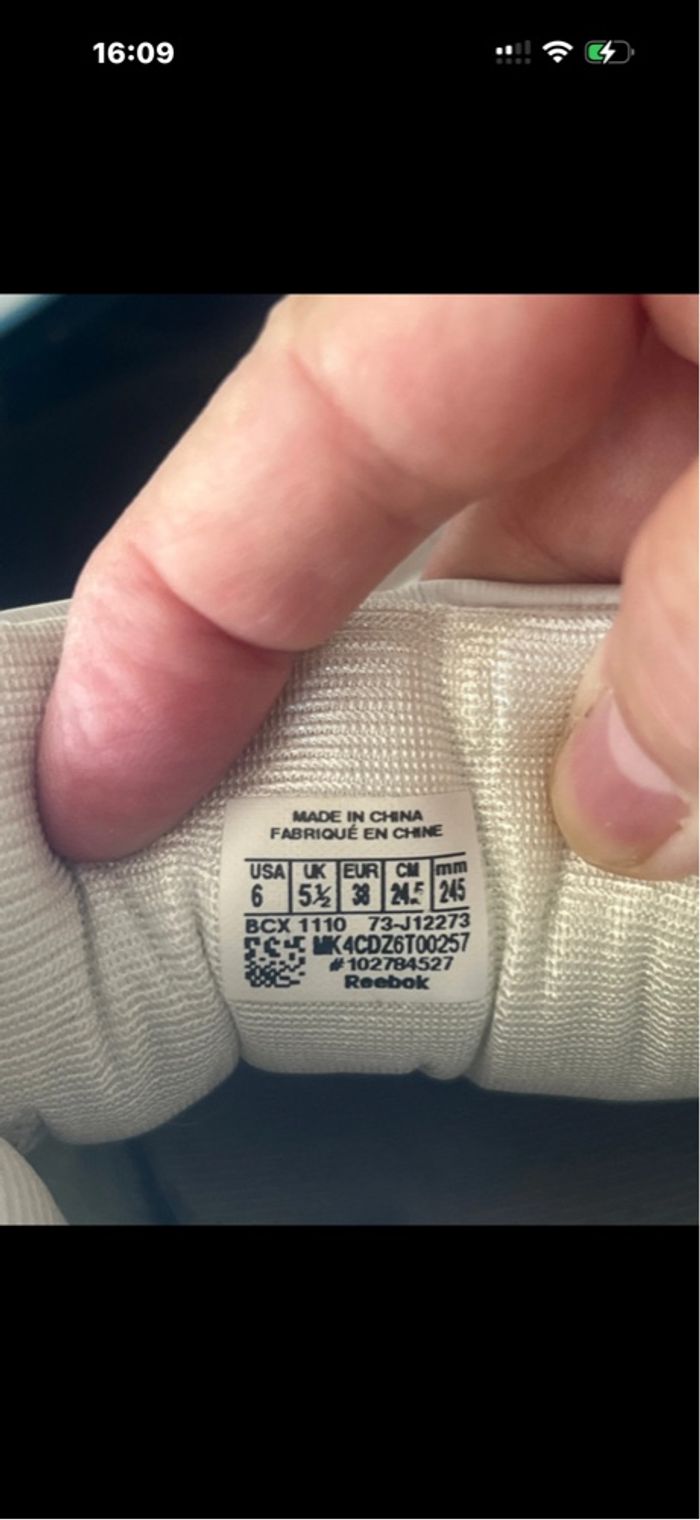 16:09
MADE IN CHINA
FABRIQUÉ EN CHINE
USA UK EUR CM mm
6 5½ 38 24.5 245
BCX 1110 73-J12273
MK4CDZ6T00257
#102784527
Reebok